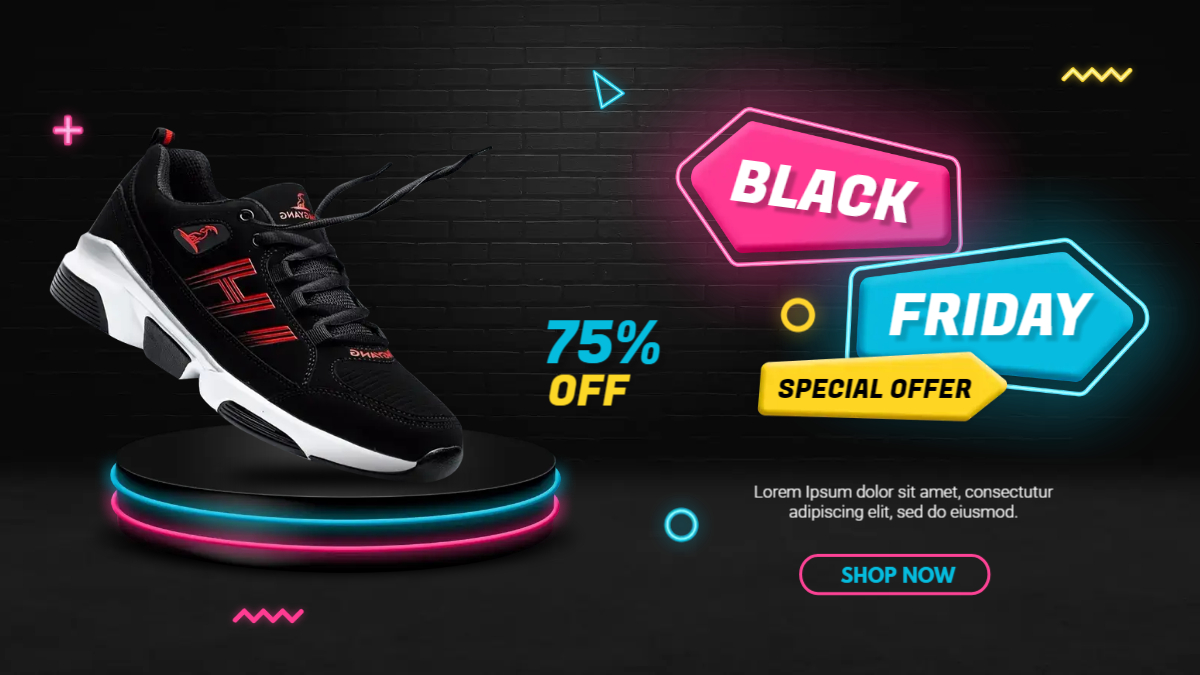 BLACK
FRIDAY
SPECIAL OFFER
75%
OFF
Lorem Ipsum dolor sit amet, consectutur
adipiscing elit, sed do eiusmod.
SHOP NOW